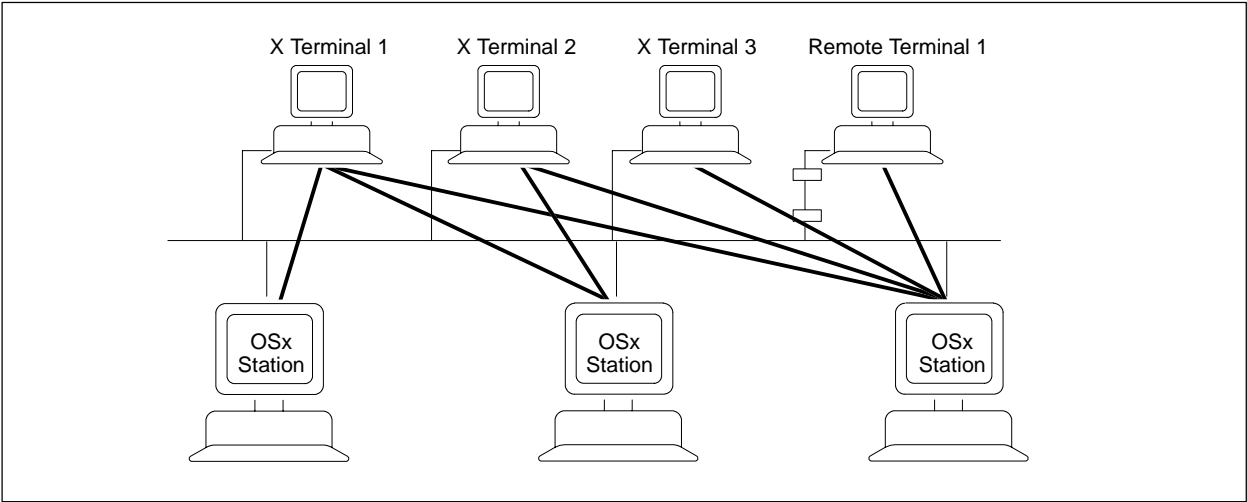 X Terminal 1
X Terminal 2
X Terminal 3
Remote Terminal 1
OSx
Station
OSx
Station
OSx
Station